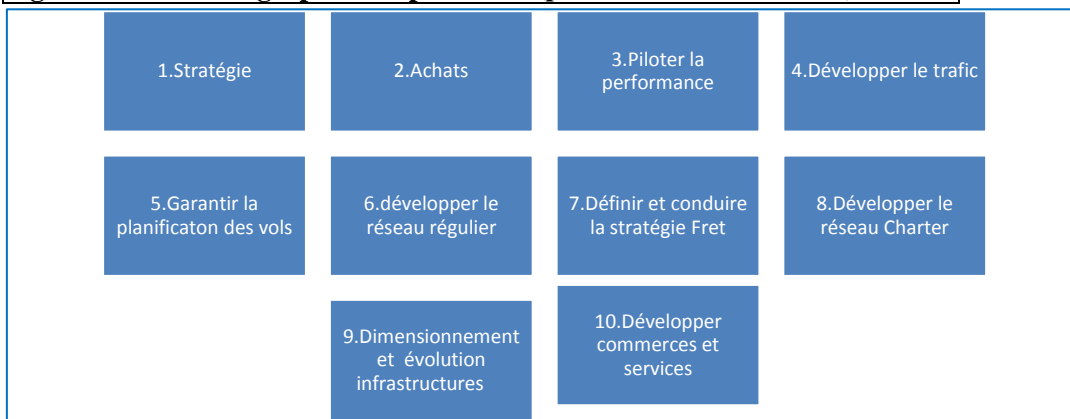 1.Stratégie
2.Achats
3.Piloter la
performance
4.Développer le trafic
5.Garantir la
planificaton des vols
6.développer le
réseau régulier
7.Définir et conduire
la stratégie Fret
8.Développer le
réseau Charter
9.Dimensionnement
et évolution
infrastructures
10.Développer
commerces et
services